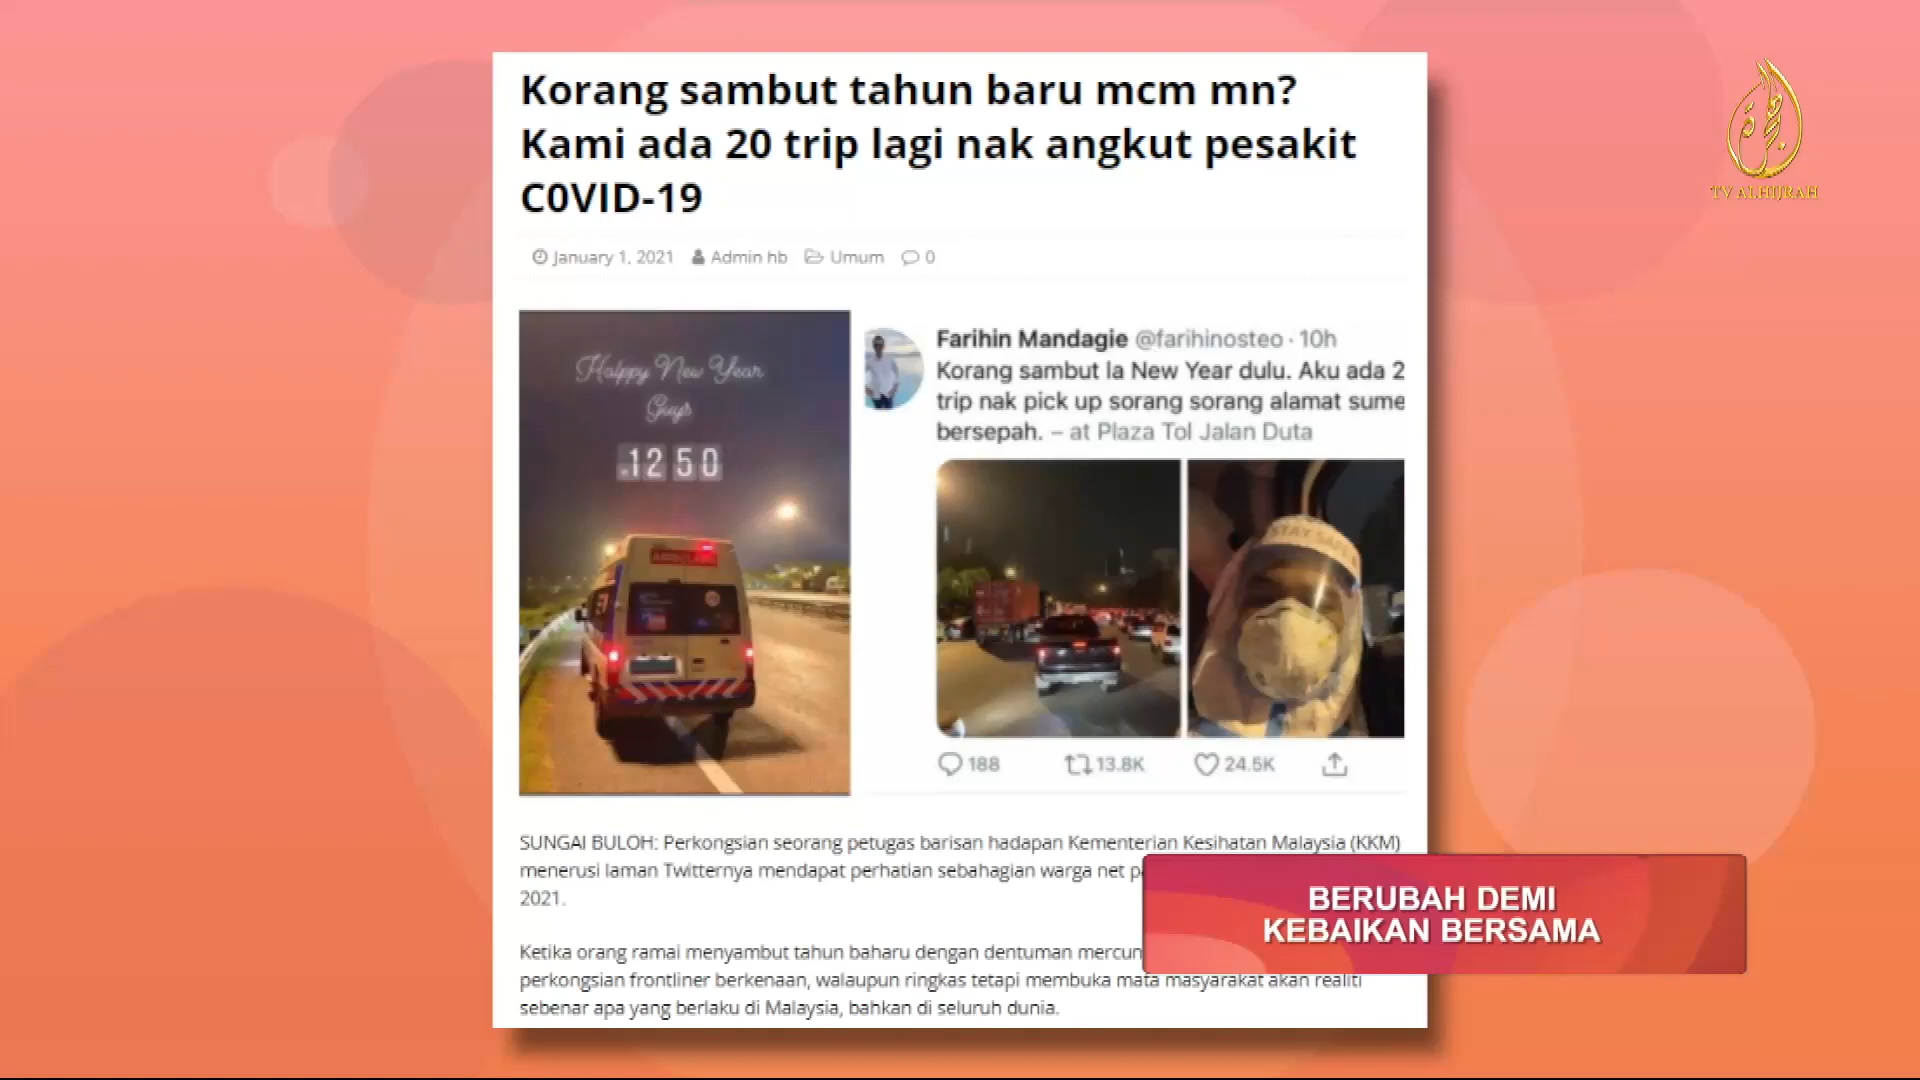 Korang sambut tahun baru mcm mn?
Kami ada 20 trip lagi nak angkut pesakit
C0VID-19
January 1, 2021 Admin hb Umum 0
Halppy New Year
Guys
12 50
AMBULANS
Farihin Mandagie @farihinosteo · 10h
Korang sambut la New Year dulu. Aku ada 2
trip nak pick up sorang sorang alamat sume
bersepah. – at Plaza Tol Jalan Duta
STAY SAFE
188 13.8K 24.5K
SUNGAI BULOH: Perkongsian seorang petugas barisan hadapan Kementerian Kesihatan Malaysia (KKM)
menerusi laman Twitternya mendapat perhatian sebahagian warga net
2021.
Ketika orang ramai menyambut tahun baharu dengan dentuman mercun
perkongsian frontliner berkenaan, walaupun ringkas tetapi membuka mata masyarakat akan realiti
sebenar apa yang berlaku di Malaysia, bahkan di seluruh dunia.
BERUBAH DEMI
KEBAIKAN BERSAMA
TV ALHIJRAH